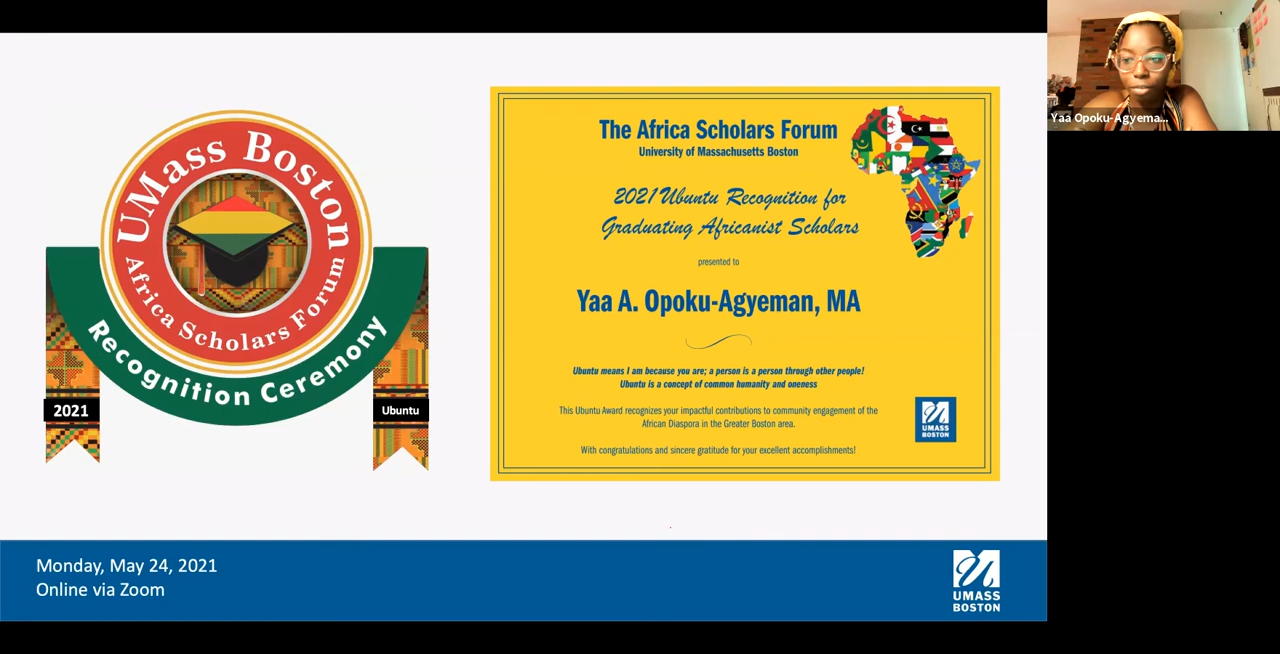 UMass Boston
Africa Scholars Forum
Recognition Ceremony
2021
Ubuntu
The Africa Scholars Forum
University of Massachusetts Boston
2021 Ubuntu Recognition for
Graduating Africanist Scholars
presented to
Yaa A. Opoku-Agyeman, MA
Ubuntu means I am because you are; a person is a person through other people!
Ubuntu is a concept of common humanity and oneness
This Ubuntu Award recognizes your impactful contributions to community engagement of the
African Diaspora in the Greater Boston area.
With congratulations and sincere gratitude for your excellent accomplishments!
UMASS
BOSTON
Monday, May 24, 2021
Online via Zoom
UMASS
BOSTON
Yaa Opoku-Agyema...